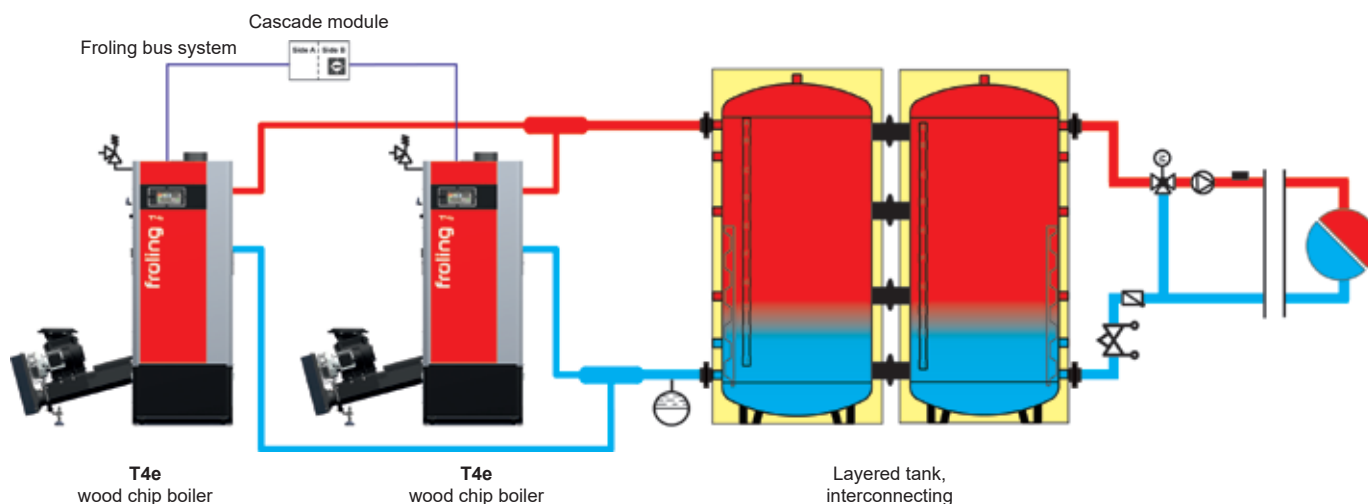 Cascade module
Froling bus system
Side A
Side B
froling
froling
T4e
wood chip boiler
T4e
wood chip boiler
Layered tank,
interconnecting